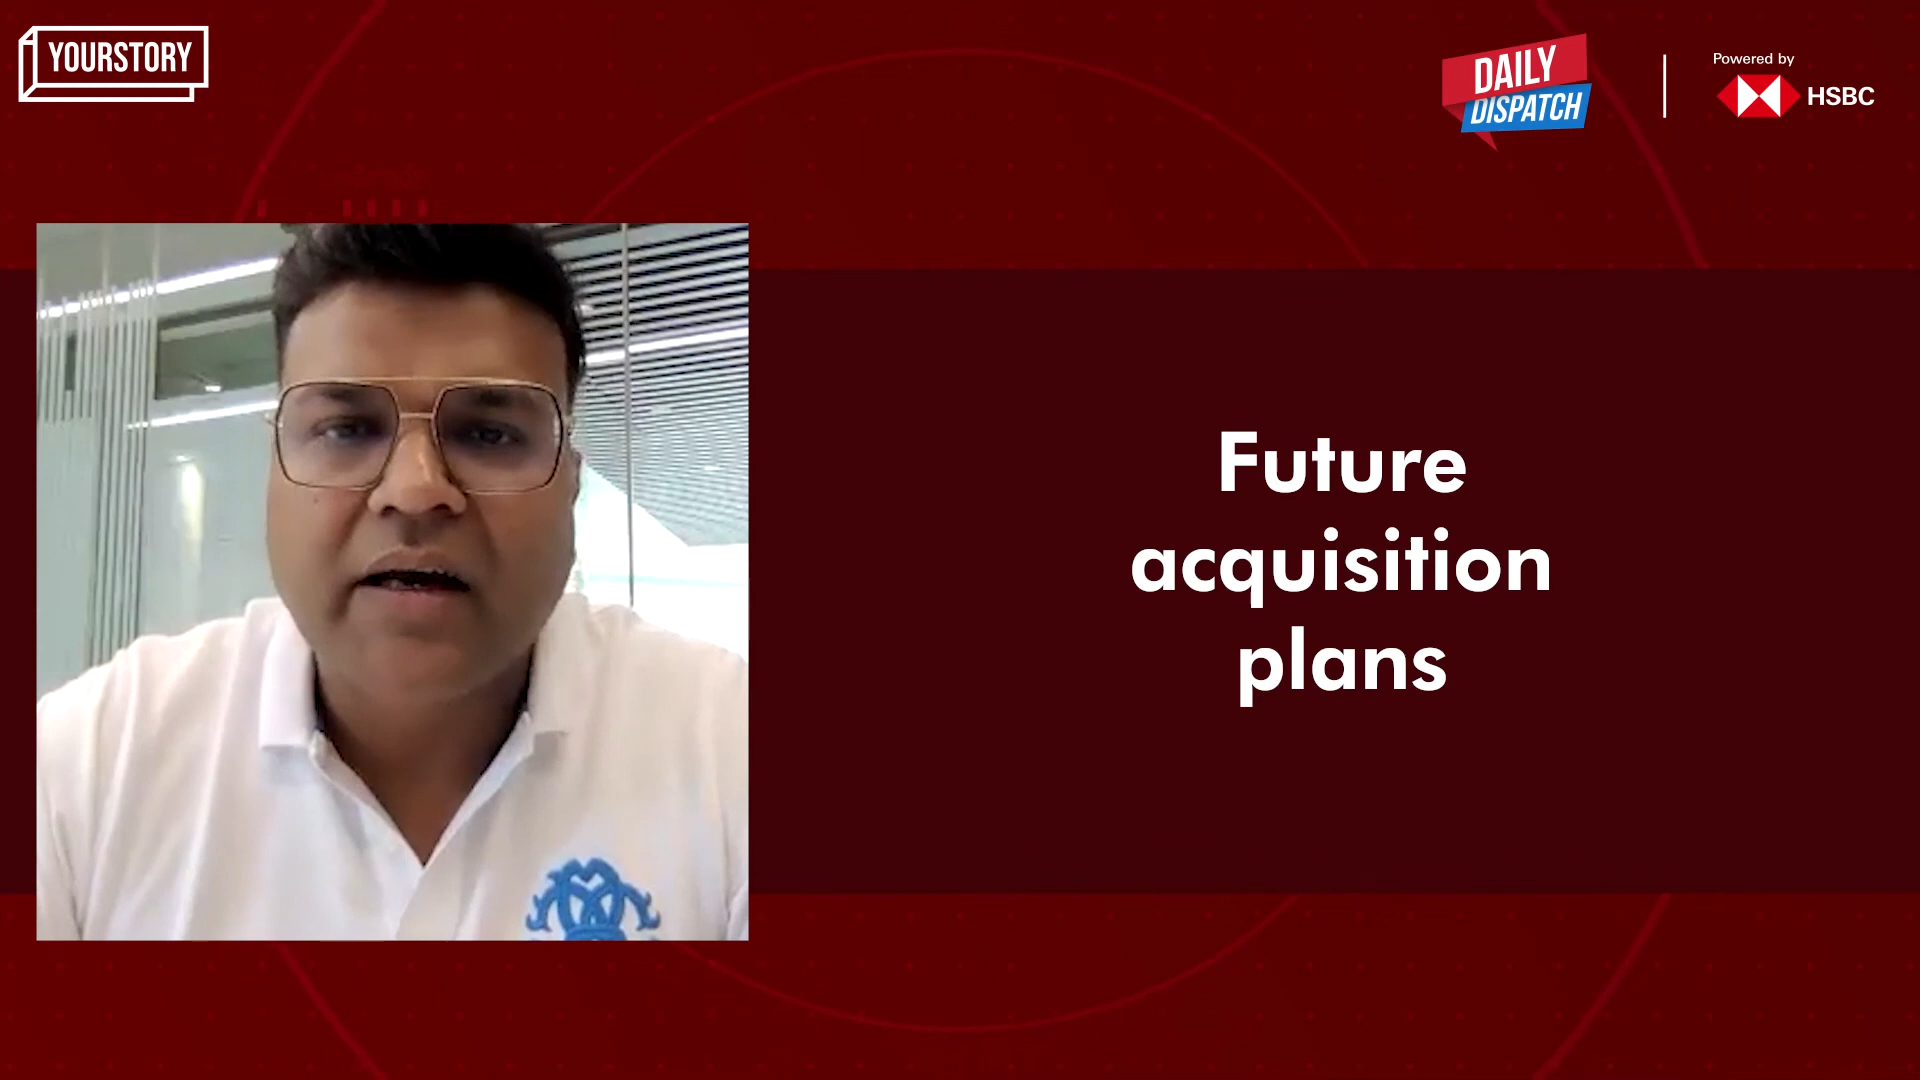 YOURSTORY
DAILY
DISPATCH
Powered by
HSBC
Future
acquisition
plans